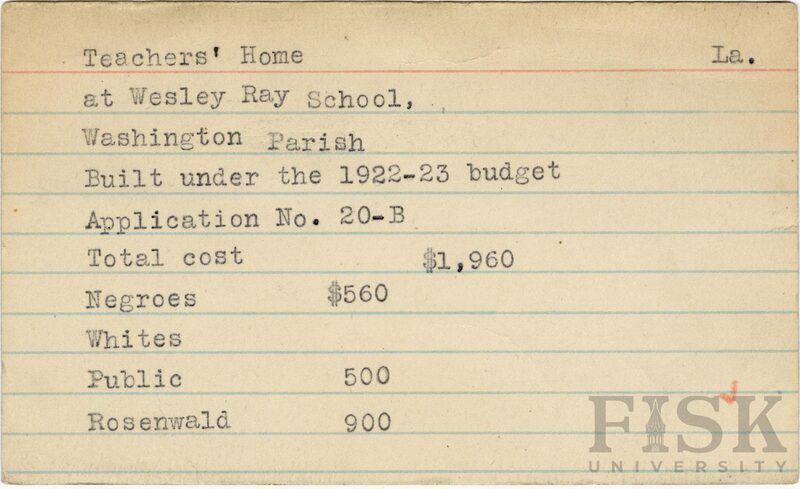 Teachers' Home La.
at Wesley Ray School,
Washington Parish
Built under the 1922-23 budget
Application No. 20-B
Total cost $1,960
Negroes $560
Whites
Public 500
Rosenwald 900
FISK
UNIVERSITY